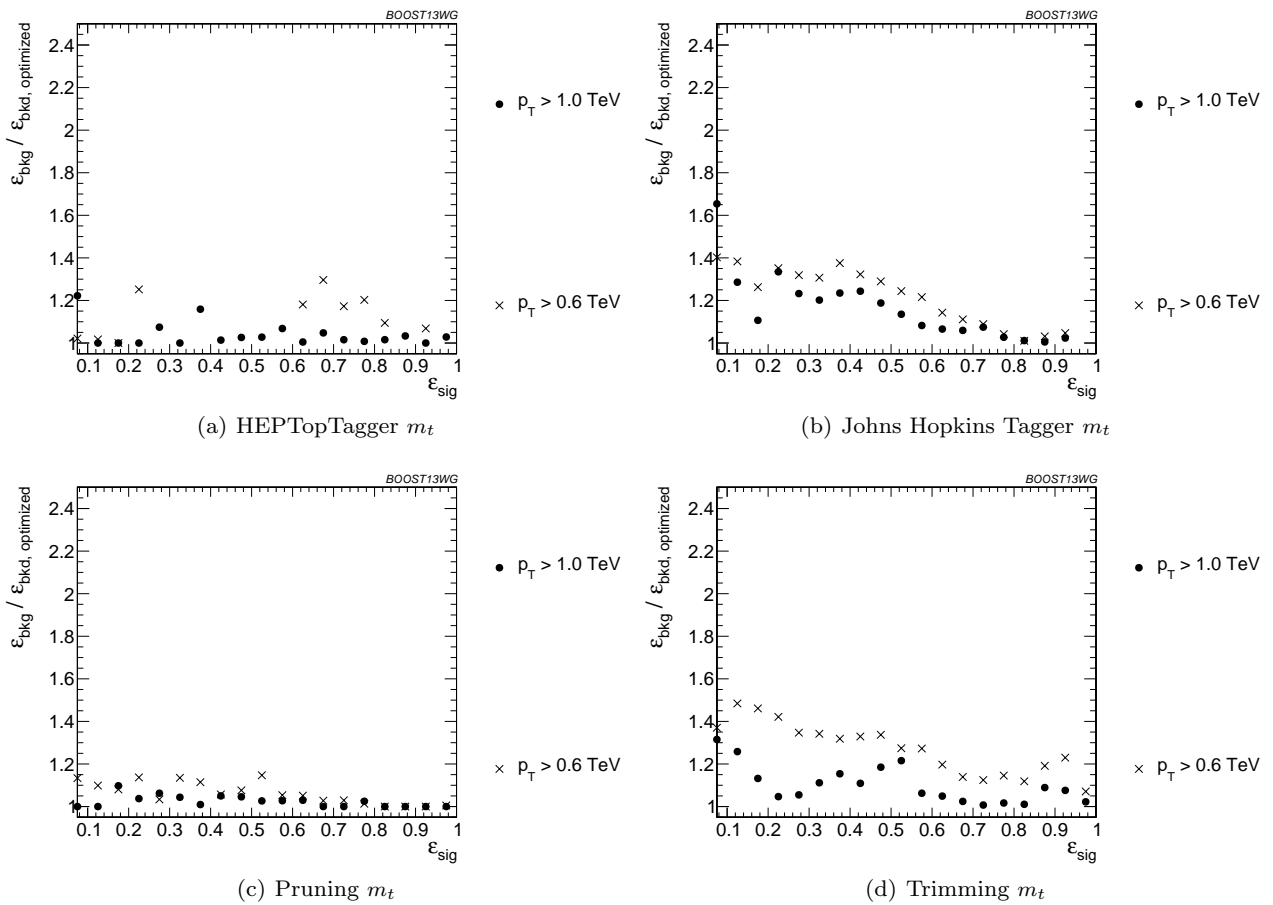 BOOST13WG
ε_bkg / ε_bkd, optimized
2.4
2.2
2
1.8
1.6
1.4
1.2
1
0.1 0.2 0.3 0.4 0.5 0.6 0.7 0.8 0.9 1
ε_sig
p_T > 1.0 TeV
p_T > 0.6 TeV
(a) HEPTopTagger m_t
BOOST13WG
ε_bkg / ε_bkd, optimized
2.4
2.2
2
1.8
1.6
1.4
1.2
1
0.1 0.2 0.3 0.4 0.5 0.6 0.7 0.8 0.9 1
ε_sig
p_T > 1.0 TeV
p_T > 0.6 TeV
(b) Johns Hopkins Tagger m_t
BOOST13WG
ε_bkg / ε_bkd, optimized
2.4
2.2
2
1.8
1.6
1.4
1.2
1
0.1 0.2 0.3 0.4 0.5 0.6 0.7 0.8 0.9 1
ε_sig
p_T > 1.0 TeV
p_T > 0.6 TeV
(c) Pruning m_t
BOOST13WG
ε_bkg / ε_bkd, optimized
2.4
2.2
2
1.8
1.6
1.4
1.2
1
0.1 0.2 0.3 0.4 0.5 0.6 0.7 0.8 0.9 1
ε_sig
p_T > 1.0 TeV
p_T > 0.6 TeV
(d) Trimming m_t